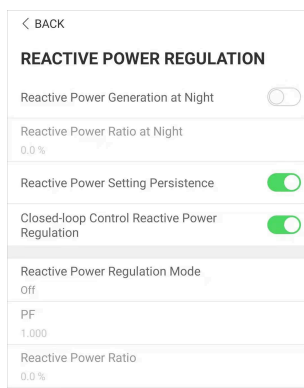 < BACK
REACTIVE POWER REGULATION
Reactive Power Generation at Night
Reactive Power Ratio at Night
0.0 %
Reactive Power Setting Persistence
Closed-loop Control Reactive Power
Regulation
Reactive Power Regulation Mode
Off
PF
1.000
Reactive Power Ratio
0.0 %